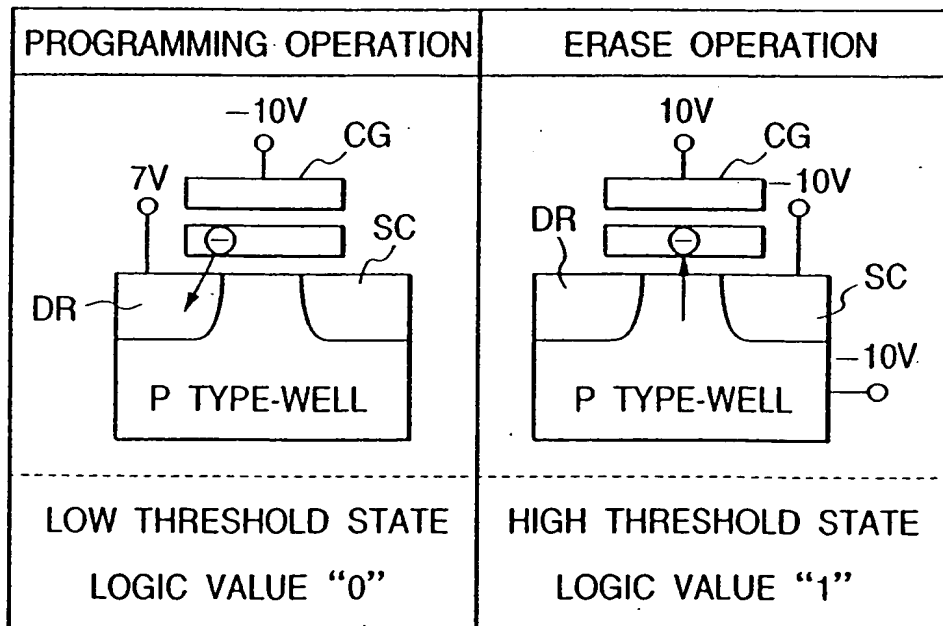 PROGRAMMING OPERATION
ERASE OPERATION
−10V
CG
7V
SC
DR
P TYPE-WELL
10V
CG
−10V
DR
SC
−10V
P TYPE-WELL
LOW THRESHOLD STATE
LOGIC VALUE “0”
HIGH THRESHOLD STATE
LOGIC VALUE “1”